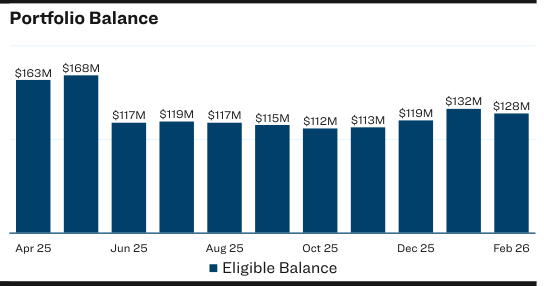 Portfolio Balance
$163M $168M $117M $119M $117M $115M $112M $113M $119M $132M $128M
Apr 25 Jun 25 Aug 25 Oct 25 Dec 25 Feb 26
Eligible Balance